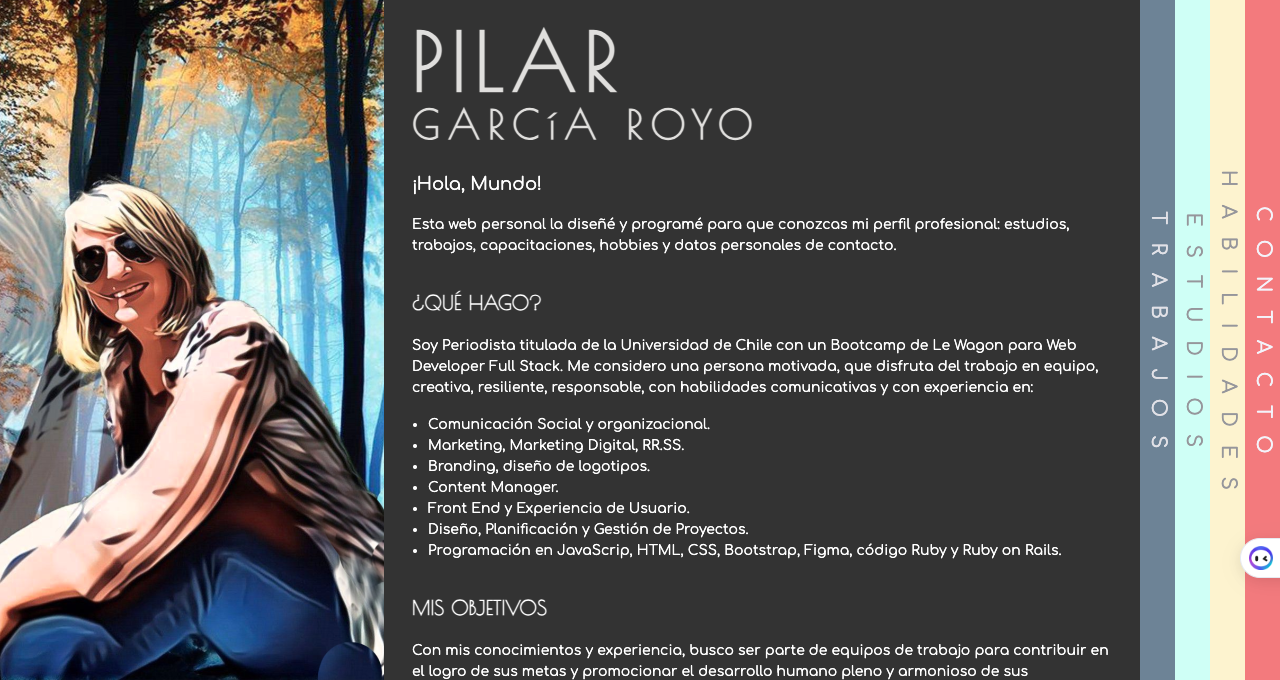 PILAR
GARCíA ROYO
¡Hola, Mundo!
Esta web personal la diseñé y programé para que conozcas mi perfil profesional: estudios,
trabajos, capacitaciones, hobbies y datos personales de contacto.
¿QUÉ HAGO?
Soy Periodista titulada de la Universidad de Chile con un Bootcamp de Le Wagon para Web
Developer Full Stack. Me considero una persona motivada, que disfruta del trabajo en equipo,
creativa, resiliente, responsable, con habilidades comunicativas y con experiencia en:
• Comunicación Social y organizacional.
• Marketing, Marketing Digital, RR.SS.
• Branding, diseño de logotipos.
• Content Manager.
• Front End y Experiencia de Usuario.
• Diseño, Planificación y Gestión de Proyectos.
• Programación en JavaScrip, HTML, CSS, Bootstrap, Figma, código Ruby y Ruby on Rails.
MIS OBJETIVOS
Con mis conocimientos y experiencia, busco ser parte de equipos de trabajo para contribuir en
el logro de sus metas y promocionar el desarrollo humano pleno y armonioso de sus
TRABAJOS
ESTUDIOS
HABILIDADES
CONTACTO